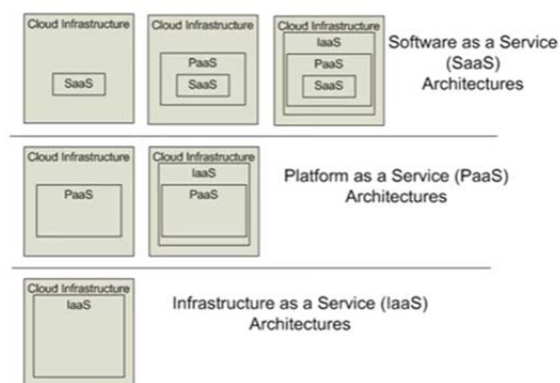 Cloud Infrastructure
SaaS
Cloud Infrastructure
PaaS
SaaS
Cloud Infrastructure
IaaS
PaaS
SaaS
Software as a Service
(SaaS)
Architectures
Cloud Infrastructure
PaaS
Cloud Infrastructure
IaaS
PaaS
Platform as a Service (PaaS)
Architectures
Cloud Infrastructure
IaaS
Infrastructure as a Service (IaaS)
Architectures